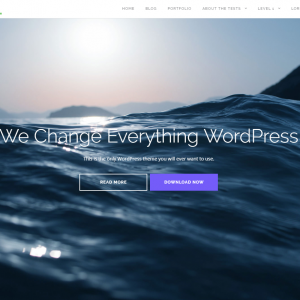 HOME BLOG PORTFOLIO ABOUT THE TESTS LEVEL 1
We Change Everything WordPress
This is the only WordPress theme you will ever want to use.
READ MORE DOWNLOAD NOW